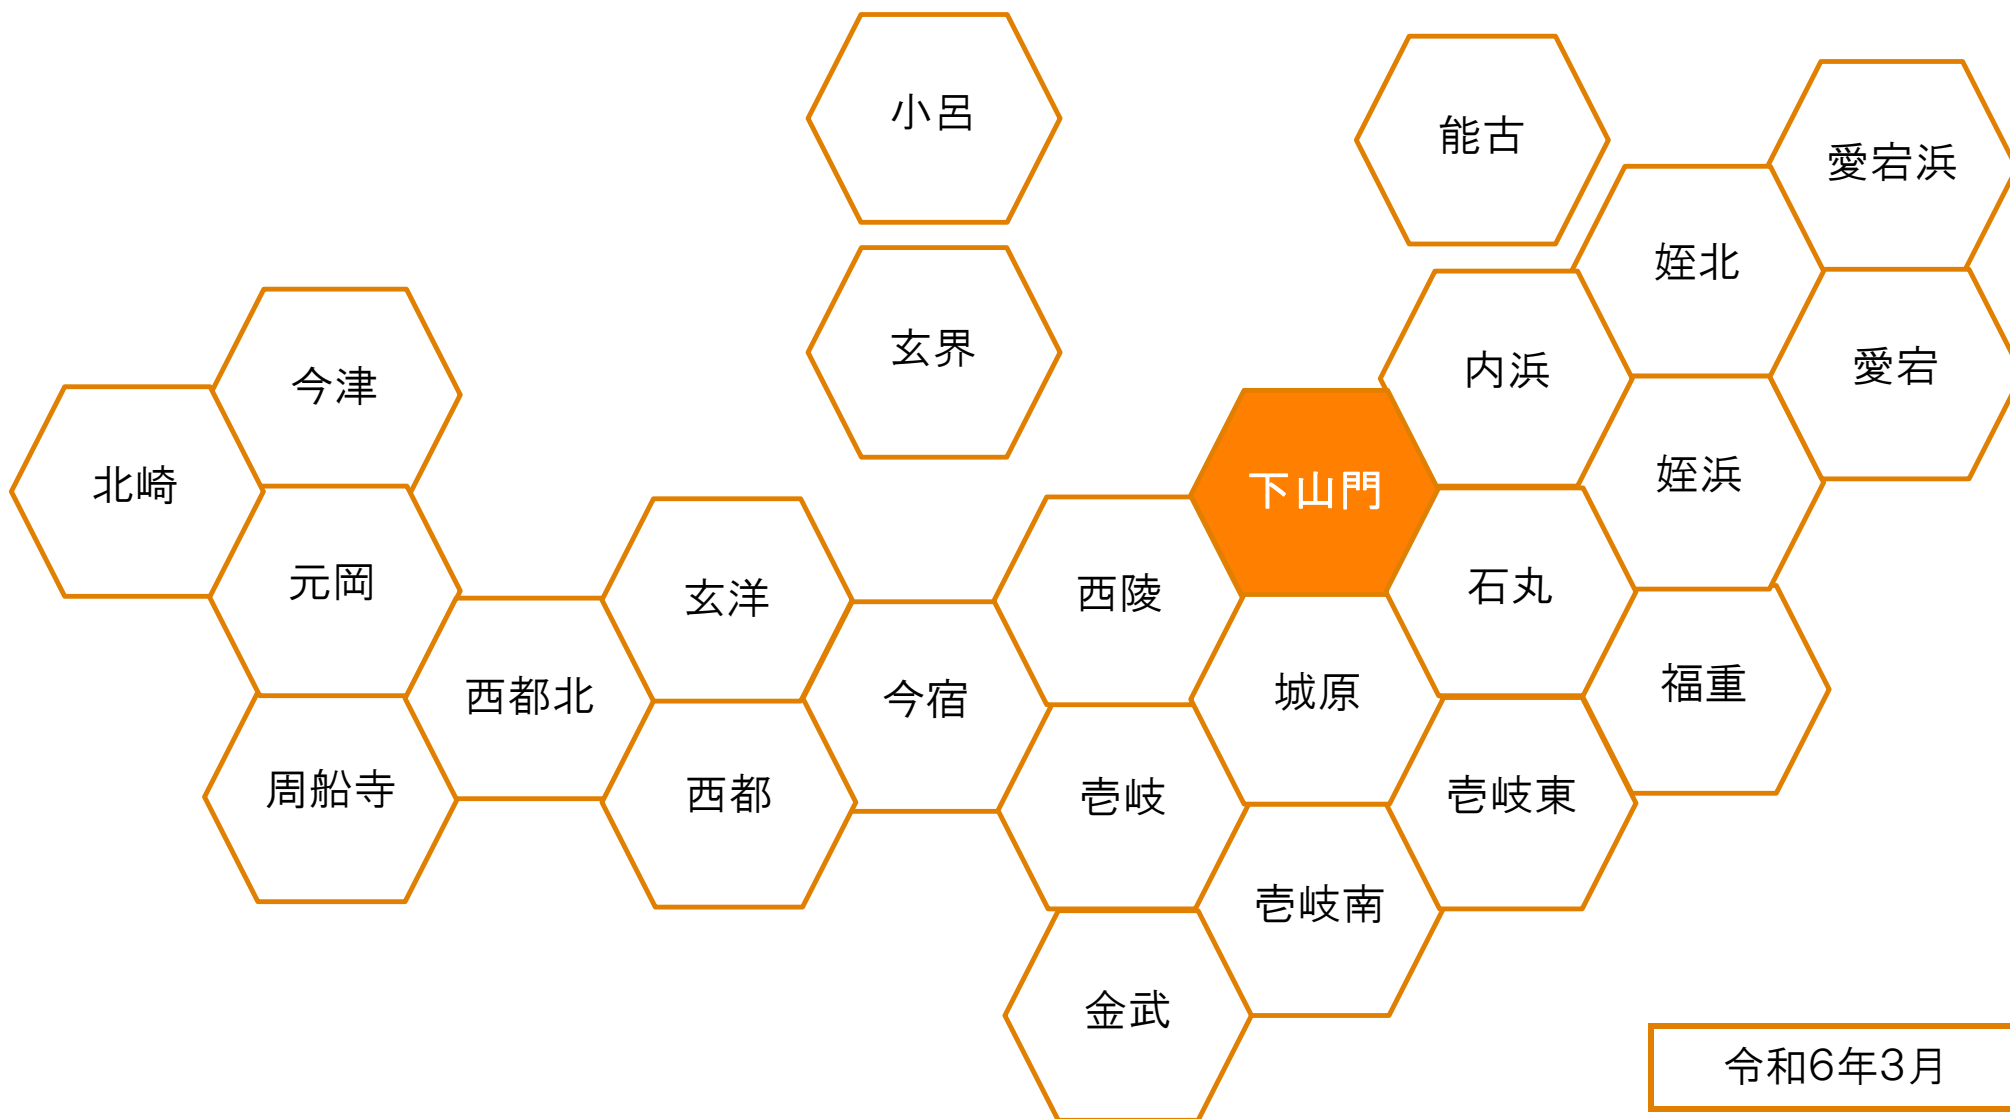 小呂
能古
愛宕浜
姪北
玄界
内浜
愛宕
今津
北崎
下山門
姪浜
元岡
玄洋
西陵
石丸
西都北
今宿
城原
福重
周船寺
西都
壱岐
壱岐東
壱岐南
金武
令和6年3月